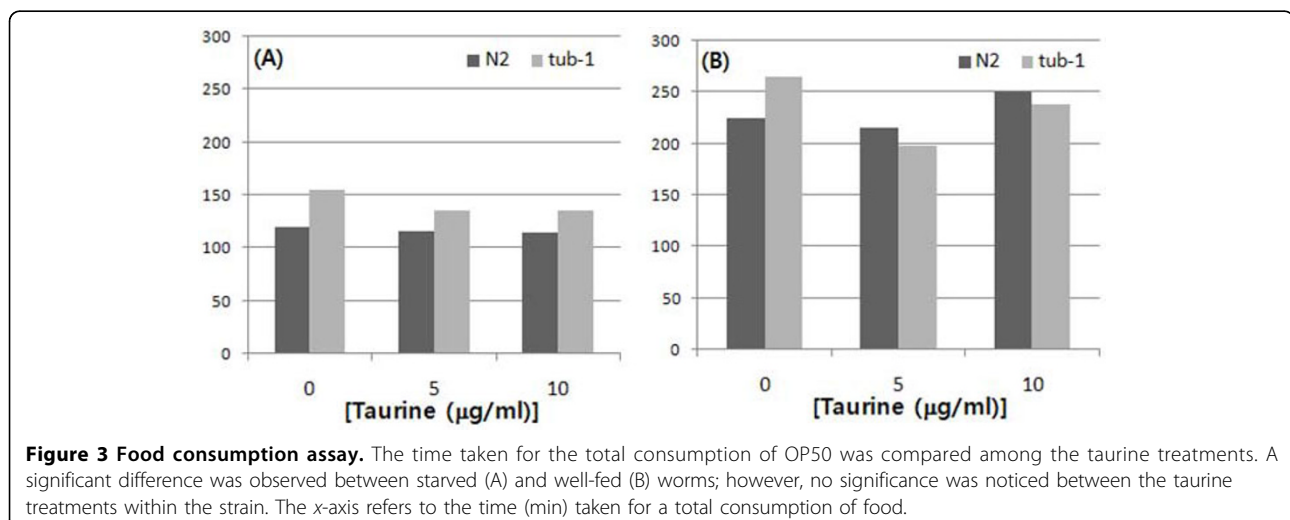 (A)
N2 tub-1
300
250
200
150
100
50
0
0 5 10
[Taurine (μg/ml)]
(B)
N2 tub-1
300
250
200
150
100
50
0
0 5 10
[Taurine (μg/ml)]
Figure 3 Food consumption assay. The time taken for the total consumption of OP50 was compared among the taurine treatments. A
significant difference was observed between starved (A) and well-fed (B) worms; however, no significance was noticed between the taurine
treatments within the strain. The x-axis refers to the time (min) taken for a total consumption of food.